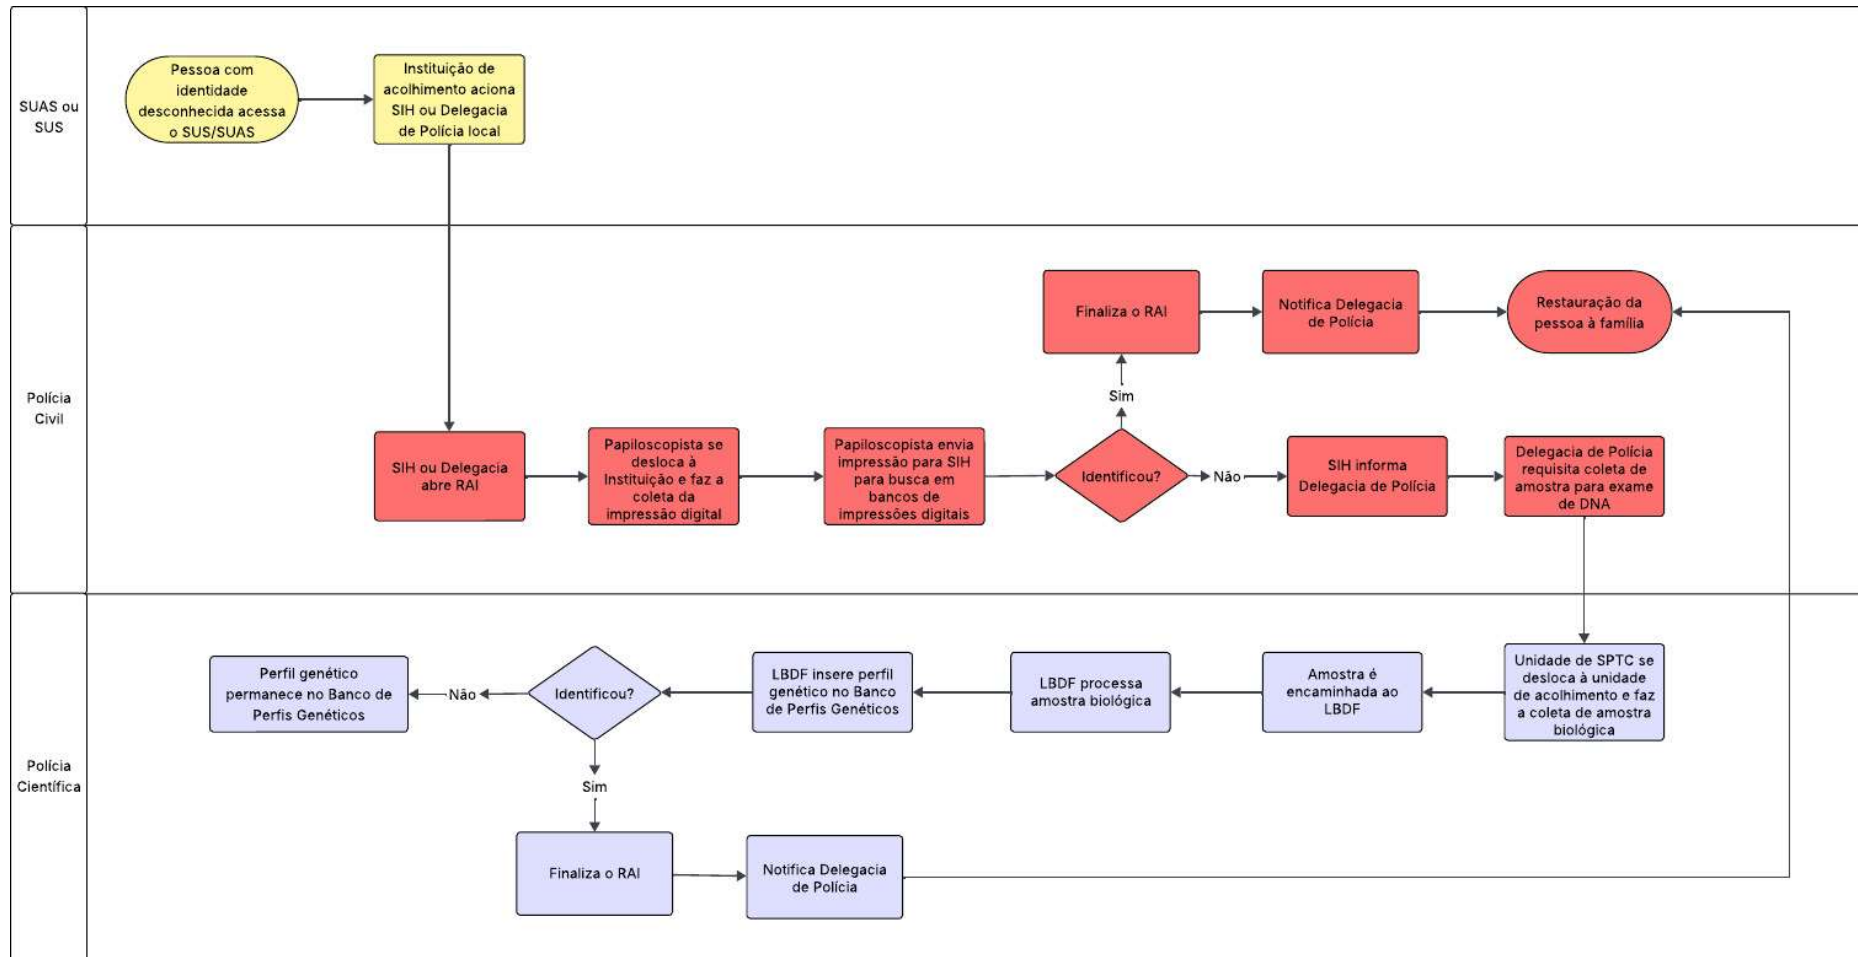 SUAS ou
SUS
Pessoa com
identidade
desconhecida acessa
o SUS/SUAS
Instituição de
acolhimento aciona
SIH ou Delegacia
de Polícia local
Polícia
Civil
Finaliza o RAI
Notifica Delegacia
de Polícia
Restauração da
pessoa à família
Sim
SIH ou Delegacia
abre RAI
Papiloscopista se
desloca à
Instituição e faz a
coleta da
impressão digital
Papiloscopista envia
impressão para SIH
para busca em
bancos de
impressões digitais
Identificou?
Não
SIH informa
Delegacia de Polícia
Delegacia de Polícia
requisita coleta de
amostra para exame
de DNA
Polícia
Científica
Perfil genético
permanece no Banco de
Perfis Genéticos
Não
Identificou?
LBDF insere perfil
genético no Banco
de Perfis Genéticos
LBDF processa
amostra biológica
Amostra é
encaminhada ao
LBDF
Unidade de SPTC se
desloca à unidade
de acolhimento e faz
a coleta de amostra
biológica
Sim
Finaliza o RAI
Notifica Delegacia
de Polícia